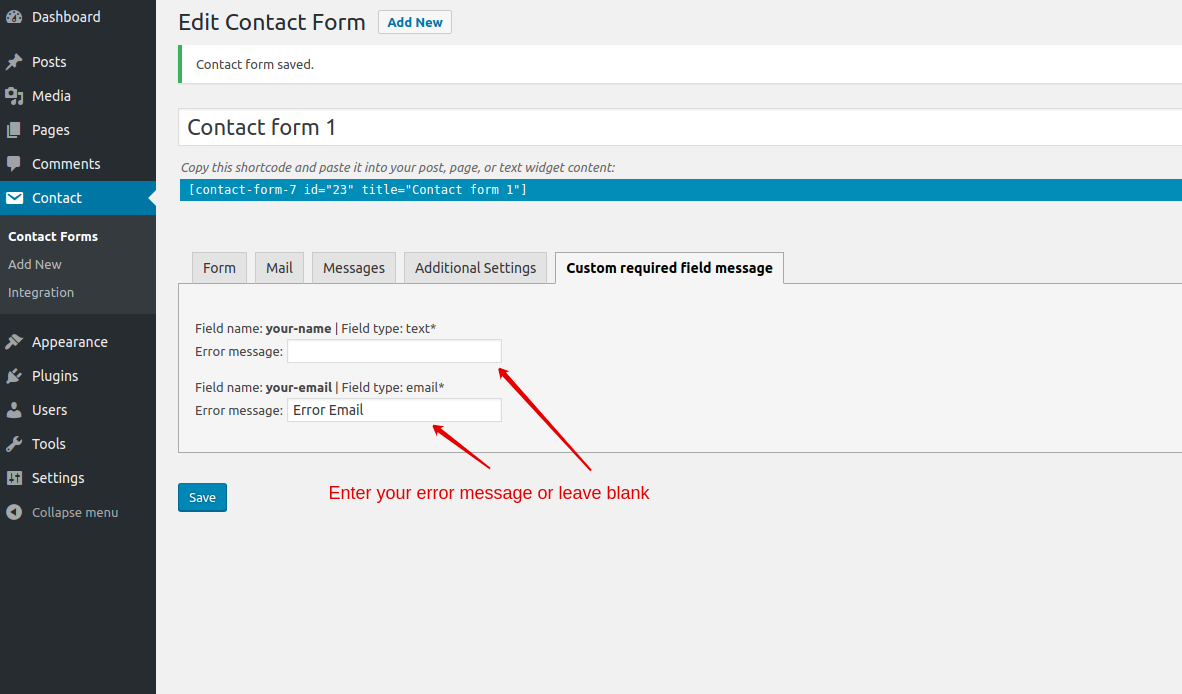 Dashboard
Posts
Media
Pages
Comments
Contact
Contact Forms
Add New
Integration
Appearance
Plugins
Users
Tools
Settings
Collapse menu
Edit Contact Form Add New
Contact form saved.
Contact form 1
Copy this shortcode and paste it into your post, page, or text widget content:
[contact-form-7 id="23" title="Contact form 1"]
Form Mail Messages Additional Settings Custom required field message
Field name: your-name | Field type: text*
Error message:
Field name: your-email | Field type: email*
Error message: Error Email
Enter your error message or leave blank
Save